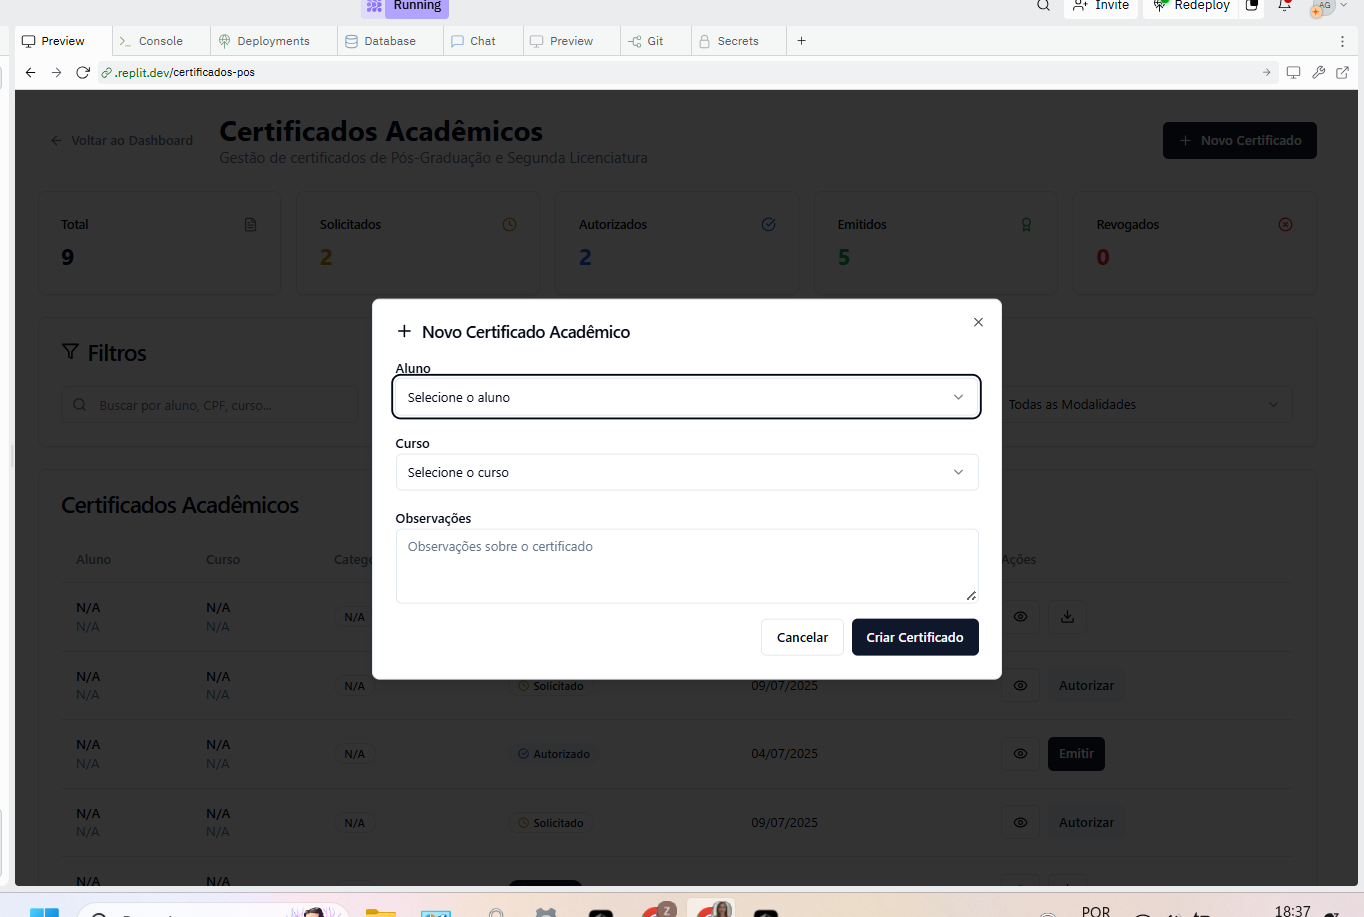 Running
Invite
Redeploy
AG
Preview
Console
Deployments
Database
Chat
Preview
Git
Secrets
.replit.dev/certificados-pos
Voltar ao Dashboard
Certificados Acadêmicos
Gestão de certificados de Pós-Graduação e Segunda Licenciatura
Novo Certificado
Total
Solicitados
Autorizados
Emitidos
Revogados
9
2
2
5
0
Filtros
Buscar por aluno, CPF, curso...
Todas as Modalidades
Novo Certificado Acadêmico
Aluno
Selecione o aluno
Curso
Selecione o curso
Observações
Observações sobre o certificado
Cancelar
Criar Certificado
Certificados Acadêmicos
Aluno Curso Catego Ações
N/A N/A
N/A N/A N/A
N/A N/A
N/A N/A N/A Solicitado 09/07/2025 Autorizar
N/A N/A
N/A N/A N/A Autorizado 04/07/2025 Emitir
N/A N/A
N/A N/A N/A Solicitado 09/07/2025 Autorizar
N/A N/A
Z
POR
18:37